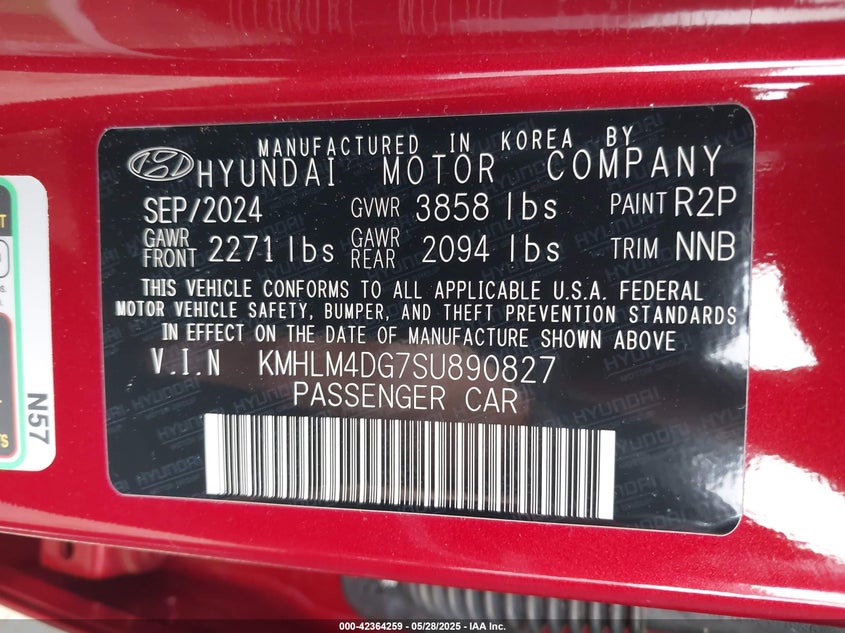 MANUFACTURED IN KOREA BY
HYUNDAI MOTOR COMPANY
SEP/2024 GVWR 3858 lbs PAINT R2P
GAWR FRONT 2271 lbs GAWR REAR 2094 lbs TRIM NNB
THIS VEHICLE CONFORMS TO ALL APPLICABLE U.S.A. FEDERAL
MOTOR VEHICLE SAFETY, BUMPER, AND THEFT PREVENTION STANDARDS
IN EFFECT ON THE DATE OF MANUFACTURE SHOWN ABOVE
V.I.N KMHLM4DG7SU890827
PASSENGER CAR
N57
000-42364259 - 05/28/2025 - IAA Inc.